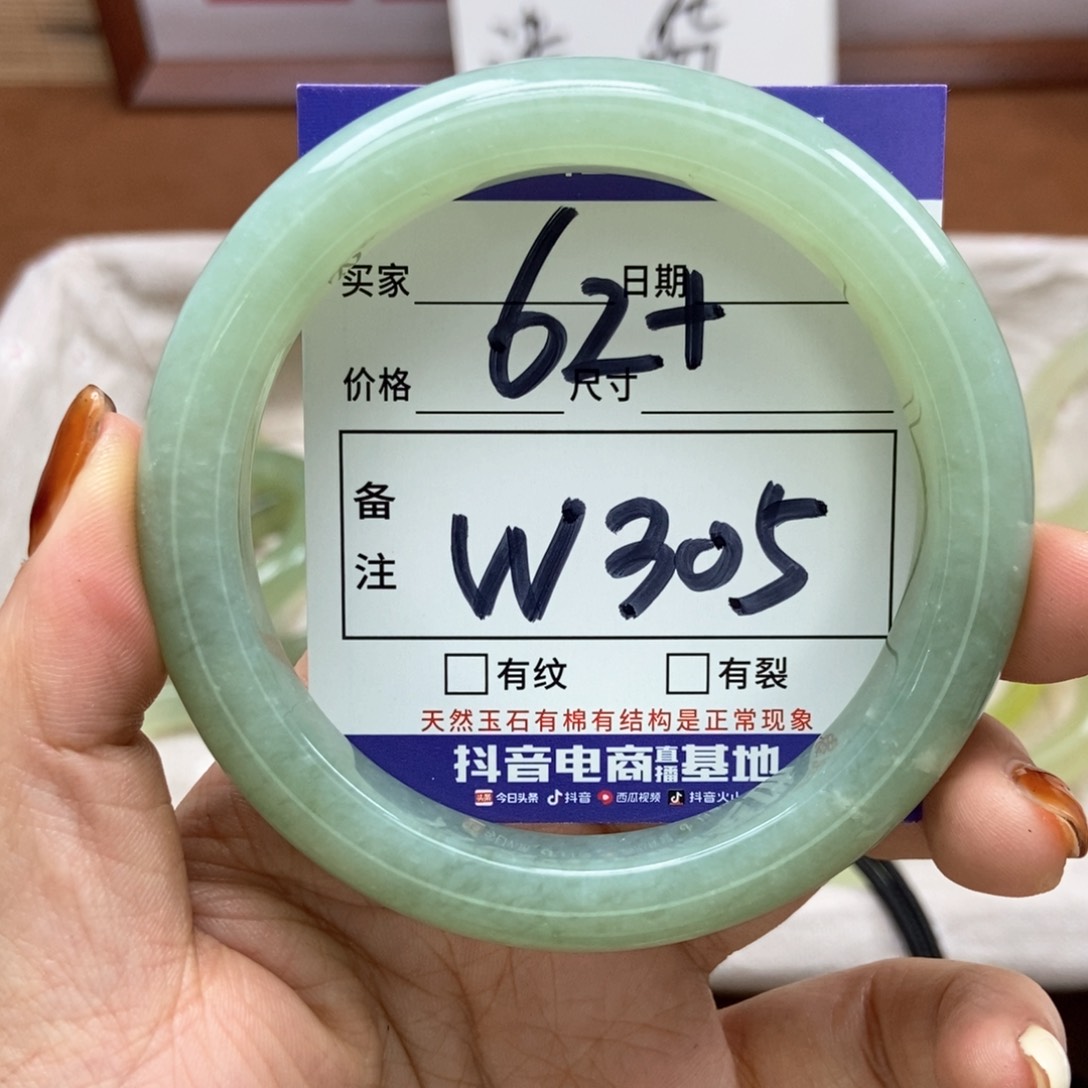 买家 日期
62+
价格 尺寸
备注
W305
□有纹 □有裂
天然玉石有棉有结构是正常现象
抖音电商直播基地
头条 今日头条 抖音 西瓜视频 抖音火山